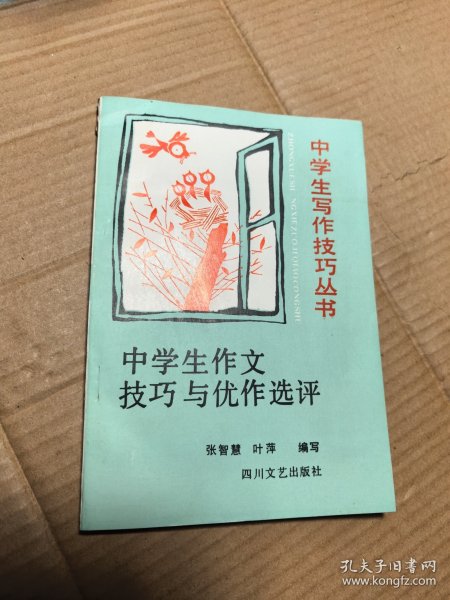 中学生写作技巧丛书
ZHONGXUESHENGXIEZUOJIQIAOCONGSHU
中学生作文
技巧与优作选评
张智慧 叶萍 编写
四川文艺出版社
孔夫子旧书网
www.kongfz.com